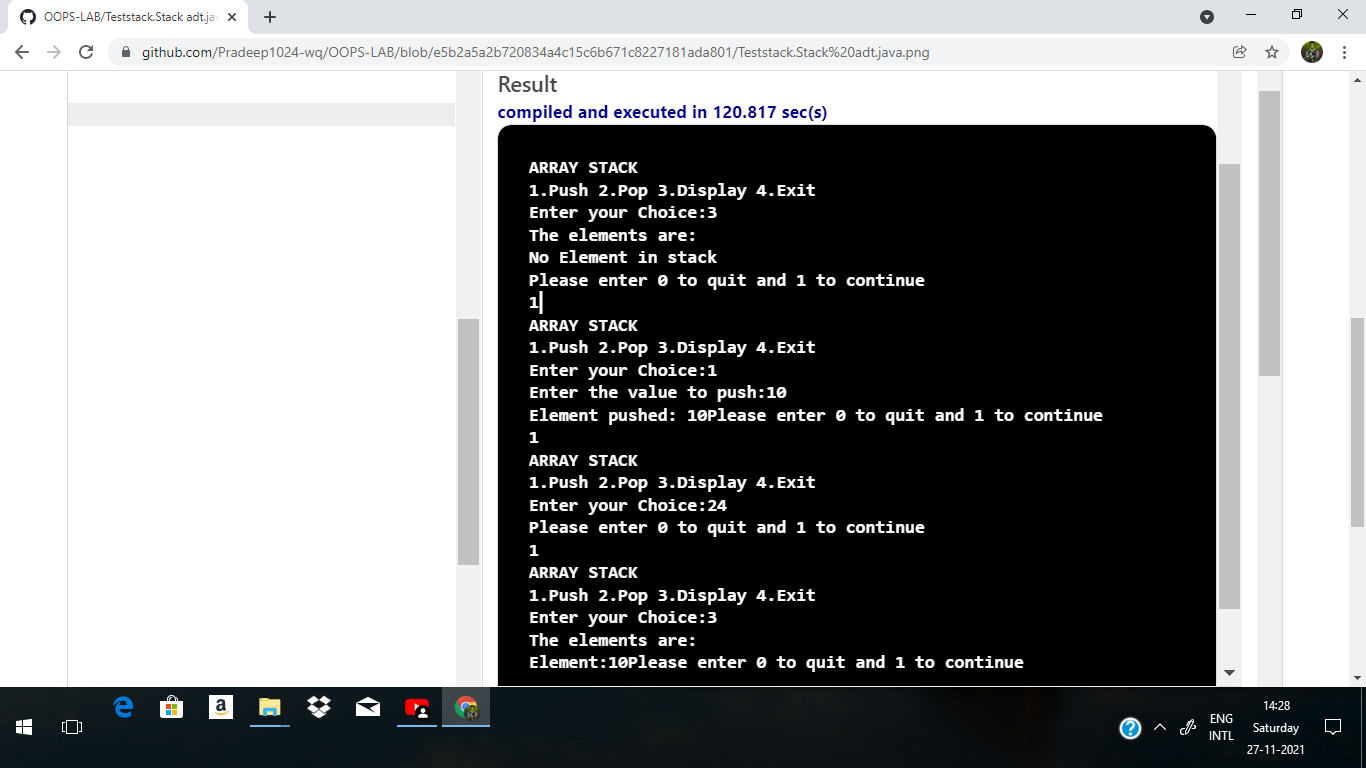 OOPS-LAB/Teststack.Stack adt.jav
github.com/Pradeep1024-wq/OOPS-LAB/blob/e5b2a5a2b720834a4c15c6b671c8227181ada801/Teststack.Stack%20adt.java.png
Result
compiled and executed in 120.817 sec(s)
ARRAY STACK
1.Push 2.Pop 3.Display 4.Exit
Enter your Choice:3
The elements are:
No Element in stack
Please enter 0 to quit and 1 to continue
1
ARRAY STACK
1.Push 2.Pop 3.Display 4.Exit
Enter your Choice:1
Enter the value to push:10
Element pushed: 10Please enter 0 to quit and 1 to continue
1
ARRAY STACK
1.Push 2.Pop 3.Display 4.Exit
Enter your Choice:24
Please enter 0 to quit and 1 to continue
1
ARRAY STACK
1.Push 2.Pop 3.Display 4.Exit
Enter your Choice:3
The elements are:
Element:10Please enter 0 to quit and 1 to continue
a
?
ENG
INTL
14:28
Saturday
27-11-2021